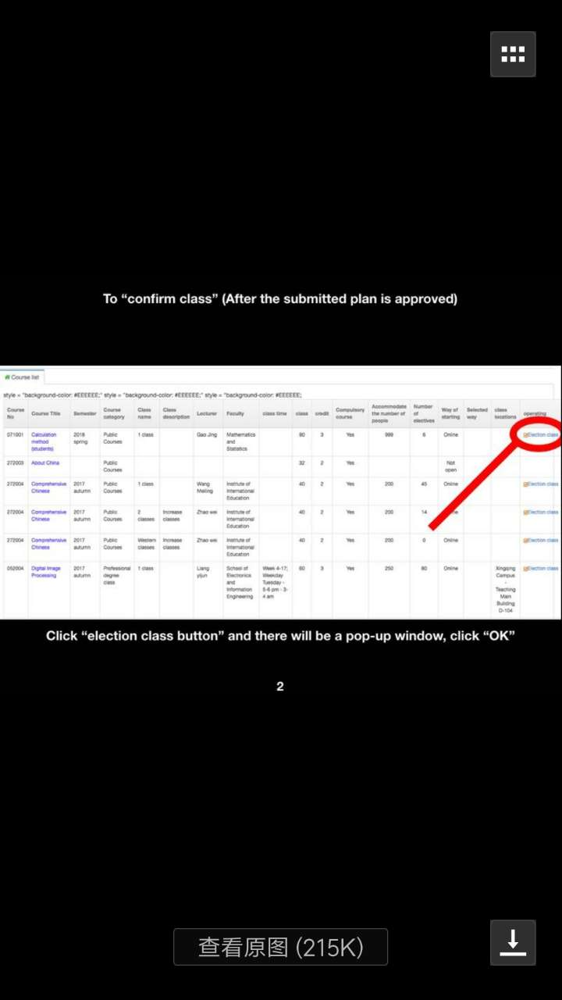 To “confirm class” (After the submitted plan is approved)
Course list
style = "background-color: #EEEEEE;" style = "background-color: #EEEEEE;" style = "background-color: #EEEEEE;
Course No Course Title Semester Course category Class name Class description Lecturer Faculty class time class credit Compulsory course Accommodate the number of people Number of electives Way of starting Selected way class locations operating
071001 Calculation method (students) 2018 spring Public Courses 1 class Gao Jing Mathematics and Statistics 90 3 Yes 999 6 Online Election class
272003 About China Public Courses 32 2 Yes Not open
272004 Comprehensive Chinese 2017 autumn Public Courses 1 class Wang Meiling Institute of International Education 40 2 Yes 200 45 Online Election class
272004 Comprehensive Chinese 2017 autumn Public Courses 2 classes Increase classes Zhao wei Institute of International Education 40 2 Yes 200 14 ne Election class
272004 Comprehensive Chinese 2017 autumn Public Courses Western classes Increase classes Zhao wei Institute of International Education 40 2 Yes 200 0 Online Election class
052004 Digital Image Processing 2017 autumn Professional degree class 1 class Liang yijun School of Electronics and Information Engineering Week 4-17; Weekday Tuesday - 5-6 pm - 3-4 am 60 3 Yes 250 80 Online Xingqing Campus - Teaching Main Building D-104 Election class
Click “election class button” and there will be a pop-up window, click “OK”
2
查看原图 (215K)